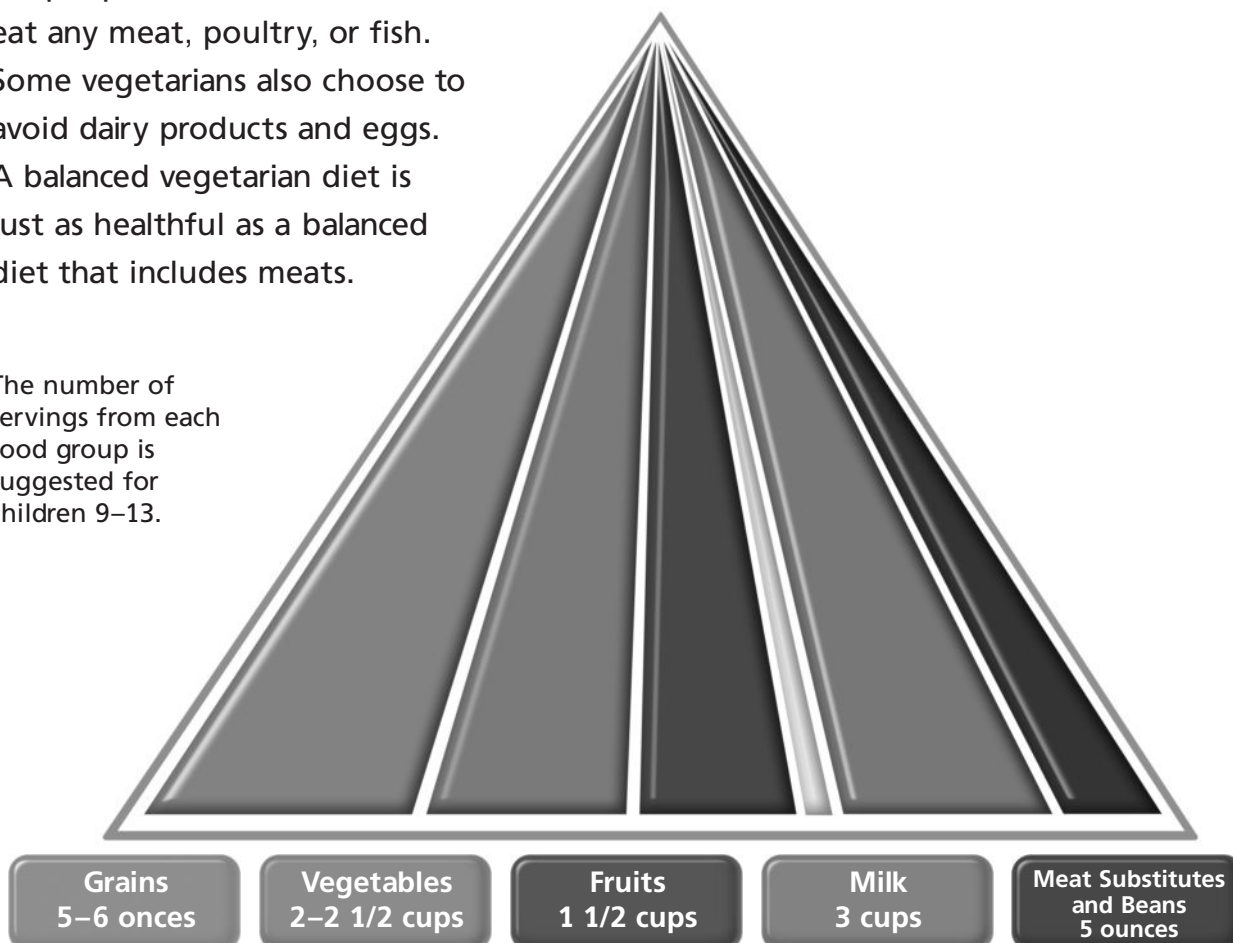 eat any meat, poultry, or fish.
Some vegetarians also choose to
avoid dairy products and eggs.
A balanced vegetarian diet is
just as healthful as a balanced
diet that includes meats.
The number of
servings from each
food group is
suggested for
children 9–13.
Grains
5–6 onces
Vegetables
2–2 1/2 cups
Fruits
1 1/2 cups
Milk
3 cups
Meat Substitutes
and Beans
5 ounces